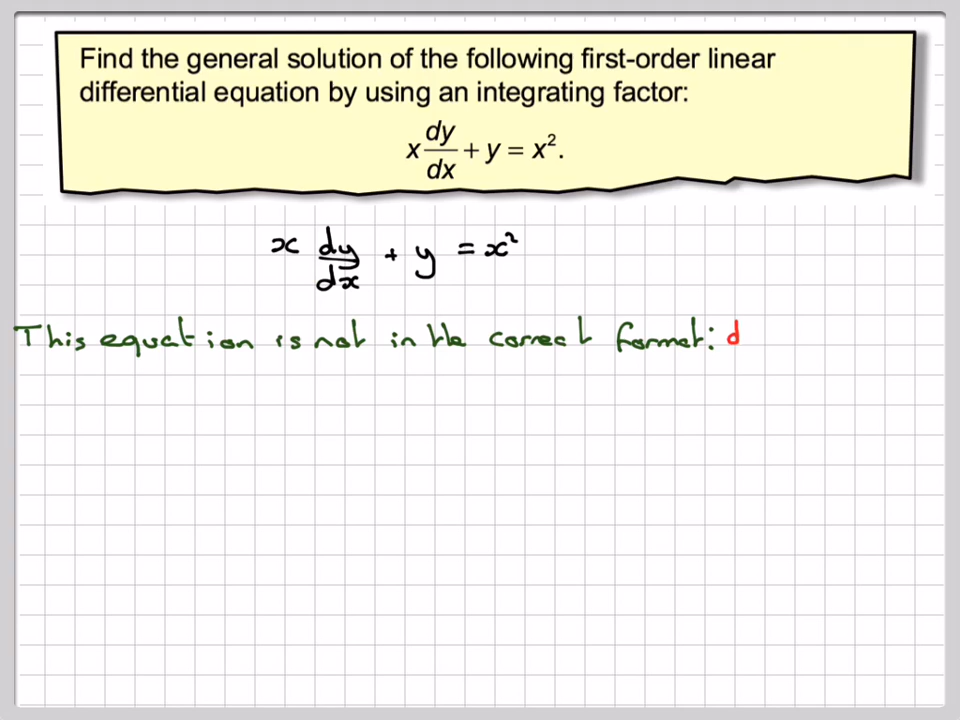 Find the general solution of the following first-order linear
differential equation by using an integrating factor:
x dy/dx + y = x².
x dy/dx + y = x²
This equation is not in the correct format: d